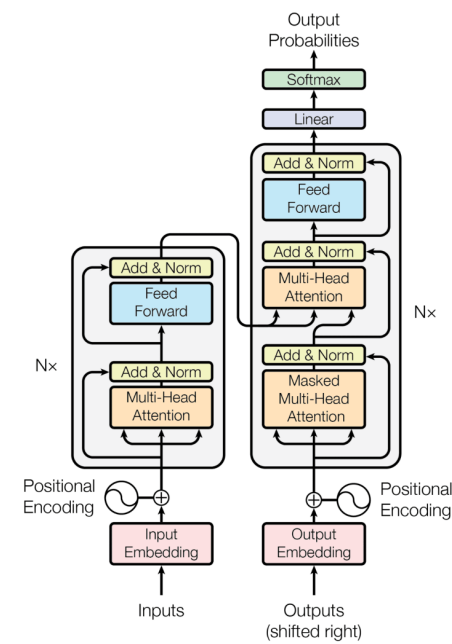 Output
Probabilities
Softmax
Linear
Add & Norm
Feed
Forward
Add & Norm
Multi-Head
Attention
Add & Norm
Masked
Multi-Head
Attention
N×
Positional
Encoding
Output
Embedding
Outputs
(shifted right)
Add & Norm
Feed
Forward
Add & Norm
Multi-Head
Attention
N×
Positional
Encoding
Input
Embedding
Inputs